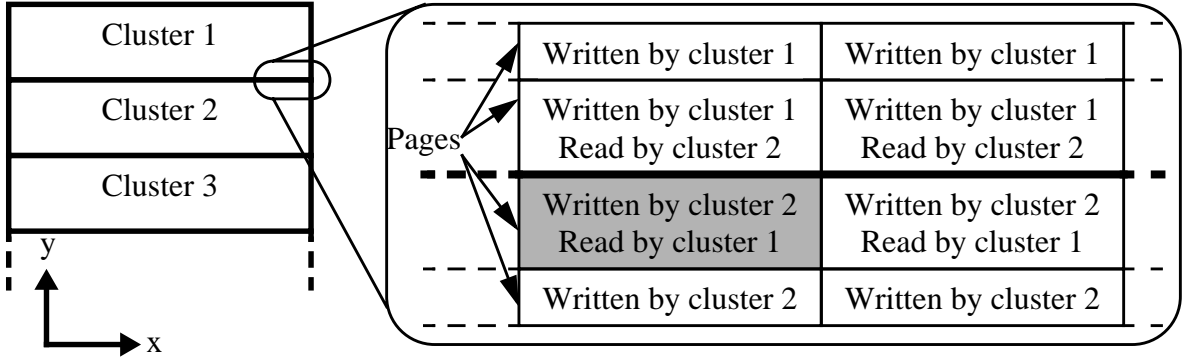 Cluster 1
Cluster 2
Cluster 3
y
x
Pages
Written by cluster 1
Written by cluster 1
Written by cluster 1
Read by cluster 2
Written by cluster 1
Read by cluster 2
Written by cluster 2
Read by cluster 1
Written by cluster 2
Read by cluster 1
Written by cluster 2
Written by cluster 2